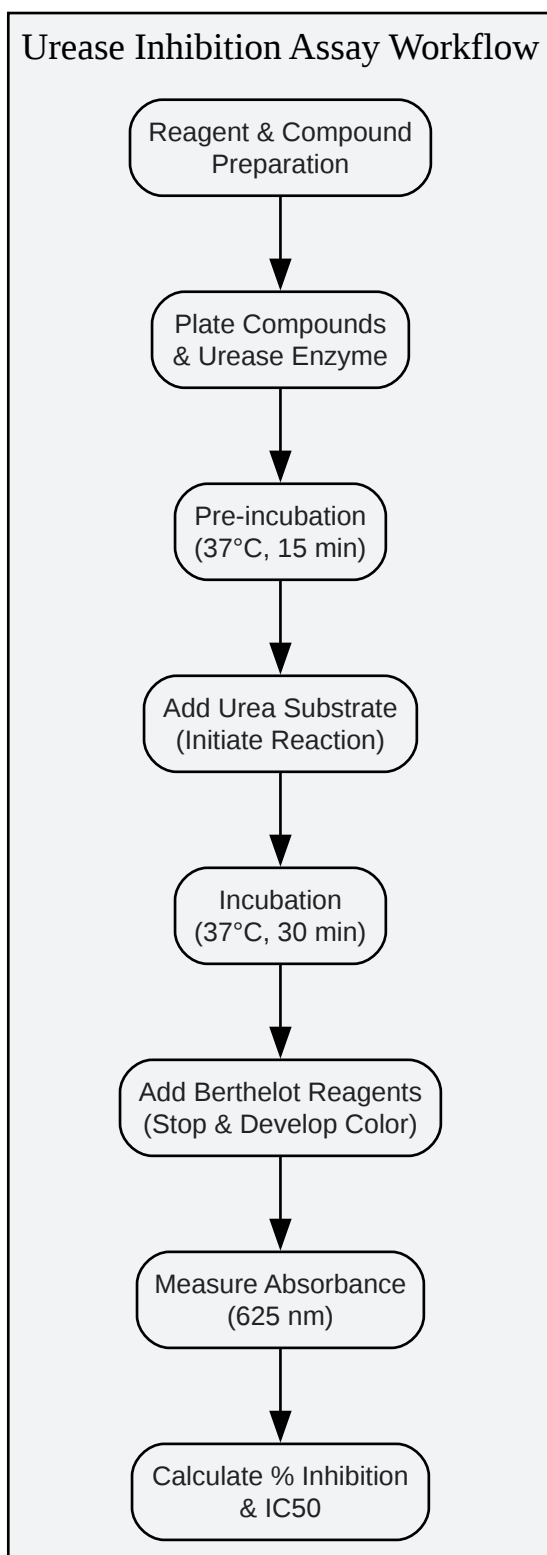 Urease Inhibition Assay Workflow
Reagent & Compound
Preparation
Plate Compounds
& Urease Enzyme
Pre-incubation
(37°C, 15 min)
Add Urea Substrate
(Initiate Reaction)
Incubation
(37°C, 30 min)
Add Berthelot Reagents
(Stop & Develop Color)
Measure Absorbance
(625 nm)
Calculate % Inhibition
& IC50